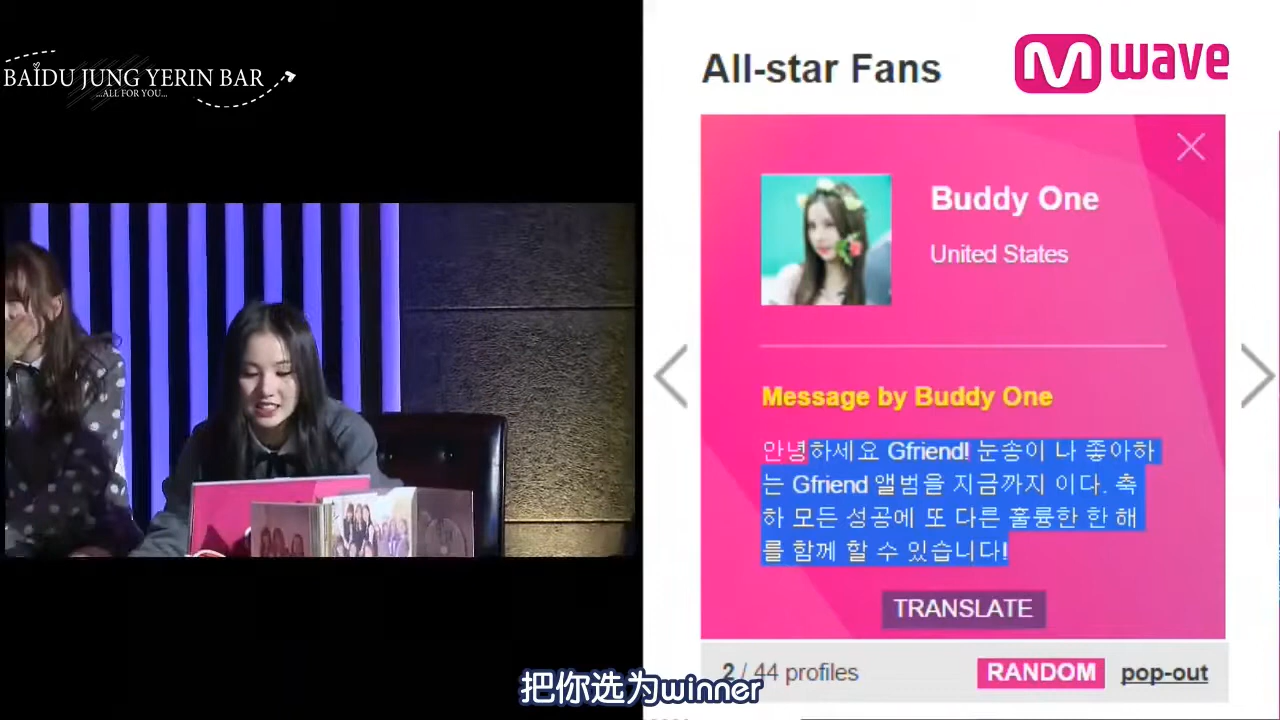 BAIDU JUNG YERIN BAR
...ALL FOR YOU...
All-star Fans
M wave
Buddy One
United States
Message by Buddy One
안녕하세요 Gfriend! 눈송이 나 좋아하
는 Gfriend 앨범을 지금까지 이다. 축
하 모든 성공에 또 다른 훌륭한 한 해
를 함께 할 수 있습니다!
TRANSLATE
2 / 44 profiles
RANDOM
pop-out
把你选为winner